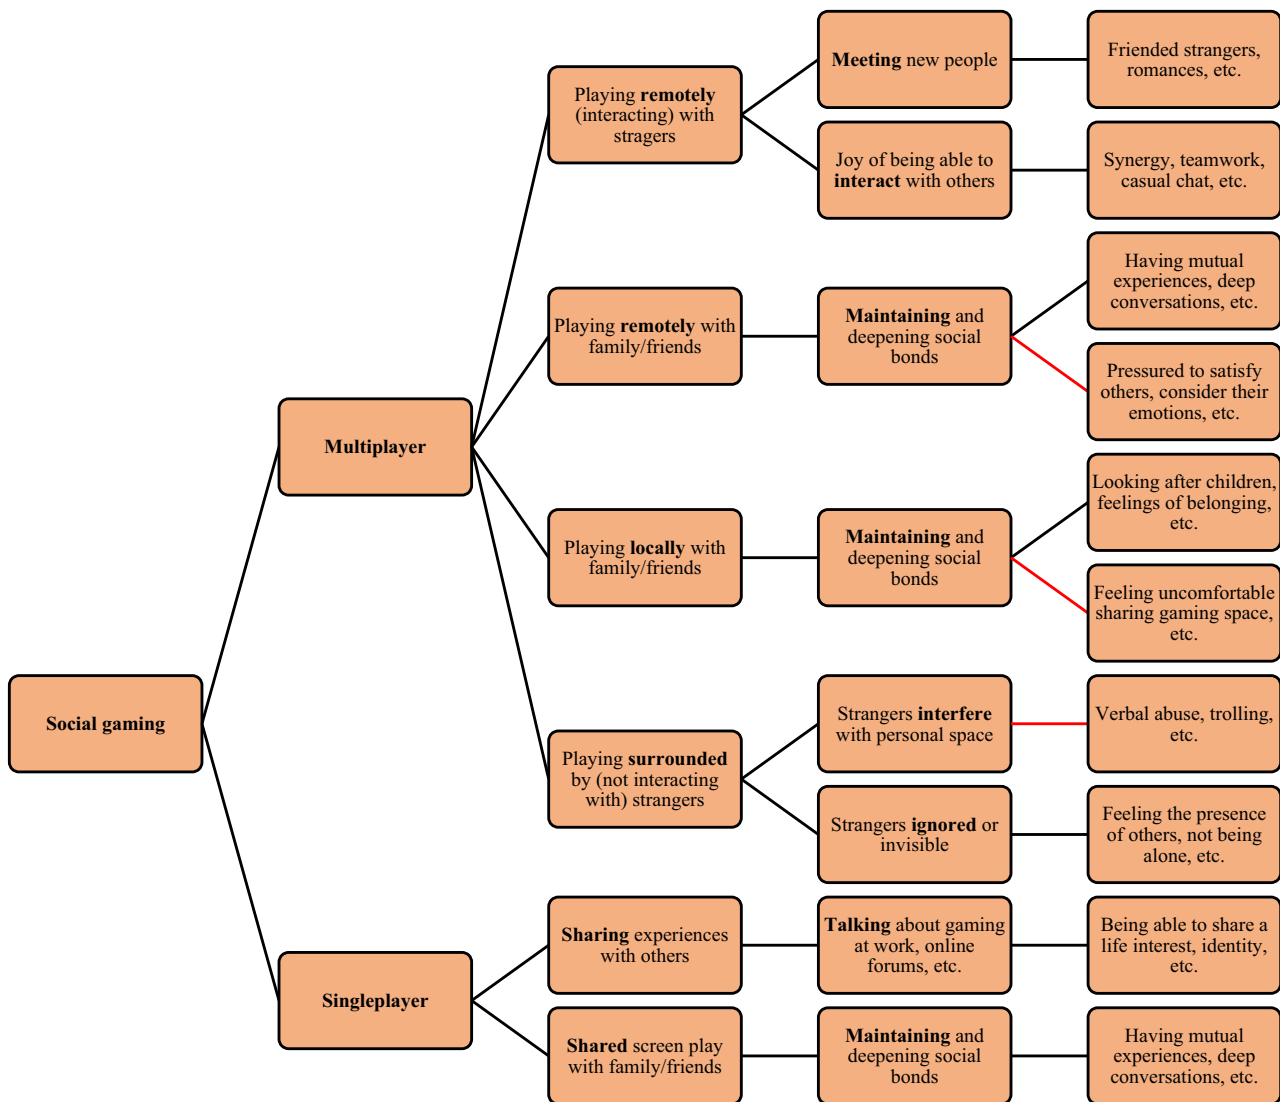 Meeting new people
Friended strangers,
romances, etc.
Playing remotely
(interacting) with
stragers
Joy of being able to
interact with others
Synergy, teamwork,
casual chat, etc.
Having mutual
experiences, deep
conversations, etc.
Playing remotely with
family/friends
Maintaining and
deepening social
bonds
Pressured to satisfy
others, consider their
emotions, etc.
Multiplayer
Looking after children,
feelings of belonging,
etc.
Playing locally with
family/friends
Maintaining and
deepening social
bonds
Feeling uncomfortable
sharing gaming space,
etc.
Social gaming
Strangers interfere
with personal space
Verbal abuse, trolling,
etc.
Playing surrounded
by (not interacting
with) strangers
Strangers ignored or
invisible
Feeling the presence
of others, not being
alone, etc.
Singleplayer
Sharing experiences
with others
Talking about gaming
at work, online
forums, etc.
Being able to share a
life interest, identity,
etc.
Shared screen play
with family/friends
Maintaining and
deepening social
bonds
Having mutual
experiences, deep
conversations, etc.